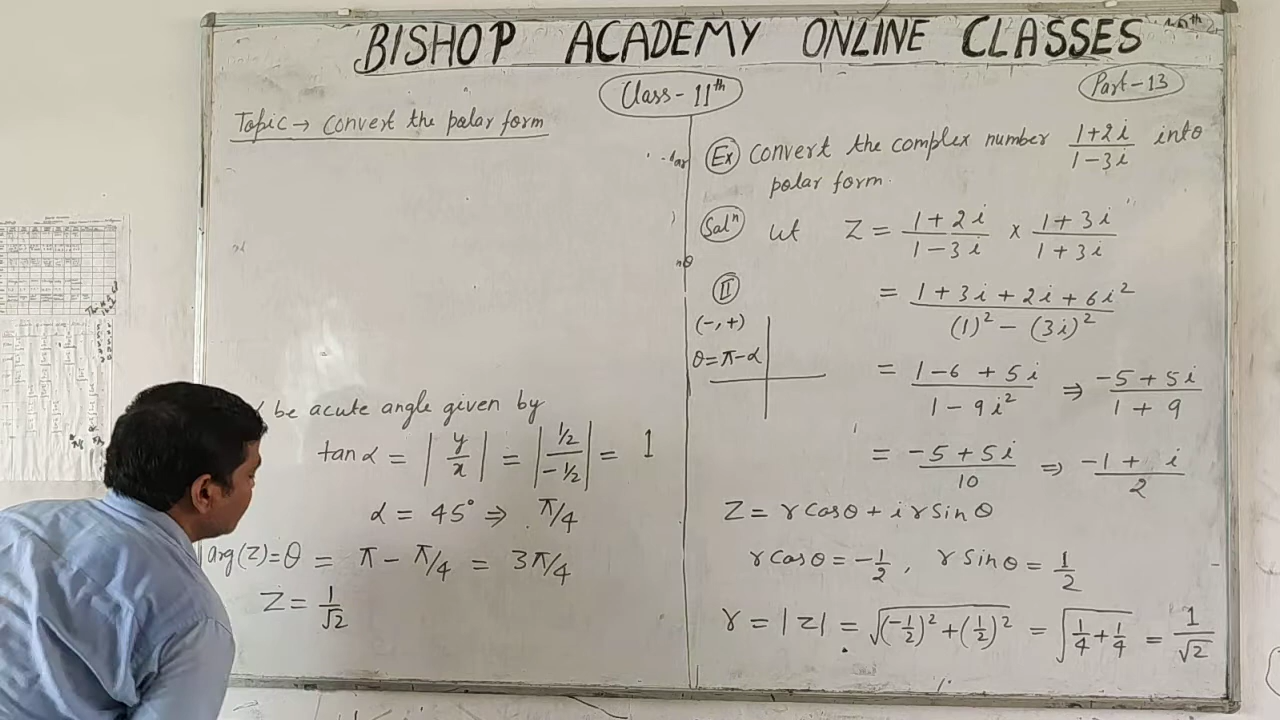 BISHOP ACADEMY ONLINE CLASSES
Class - 11th
Part - 13
Topic → Convert the polar form
Ex Convert the complex number (1+2i)/(1-3i) into
polar form.
Solⁿ Let Z = (1+2i)/(1-3i) × (1+3i)/(1+3i)
= (1+3i+2i+6i²)/((1)² - (3i)²)
II
(-,+)
θ=π-α
= (1-6+5i)/(1-9i²) ⇒ (-5+5i)/(1+9)
= (-5+5i)/10 ⇒ (-1+ i)/2
Z = r cosθ + i r sinθ
r cosθ = -1/2, r sinθ = 1/2
r = |Z| = √((-1/2)²+(1/2)²) = √(1/4+1/4) = 1/√2
be acute angle given by
tan α = |y/x| = |(1/2)/(-1/2)| = 1
α = 45° ⇒ π/4
arg(Z)=θ = π - π/4 = 3π/4
Z = 1/√2